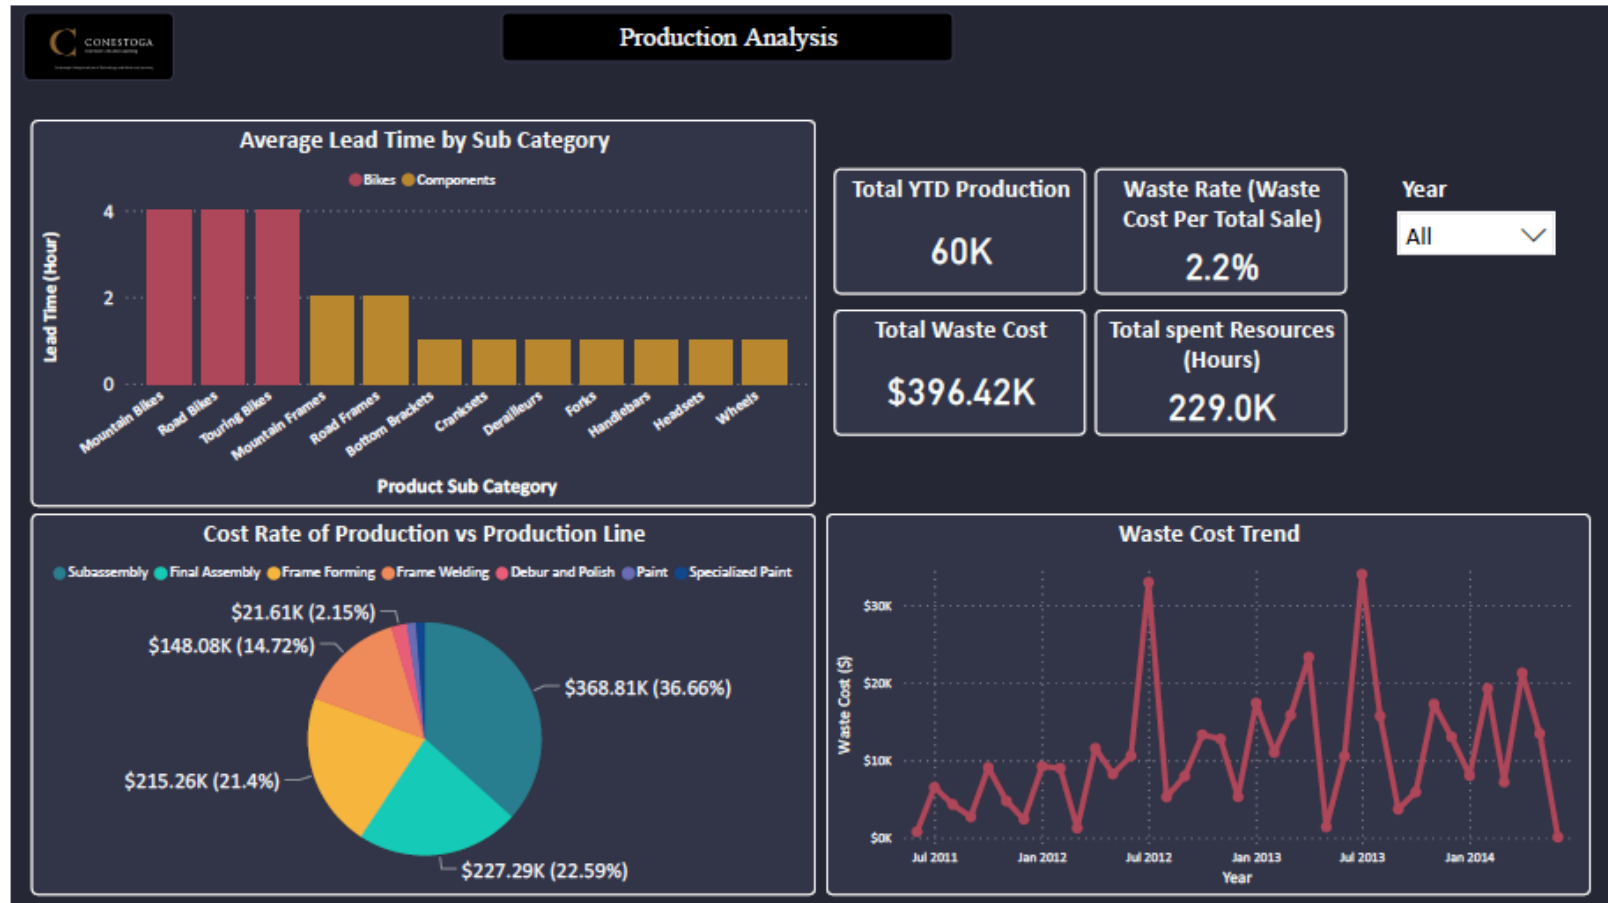 CONESTOGA
Production Analysis
Average Lead Time by Sub Category
Bikes Components
Lead Time (Hour)
4
2
0
Mountain Bikes
Road Bikes
Touring Bikes
Mountain Frames
Road Frames
Bottom Brackets
Cranksets
Derailleurs
Forks
Handlebars
Headsets
Wheels
Product Sub Category
Total YTD Production
60K
Waste Rate (Waste
Cost Per Total Sale)
2.2%
Year
All
Total Waste Cost
$396.42K
Total spent Resources
(Hours)
229.0K
Cost Rate of Production vs Production Line
Subassembly Final Assembly Frame Forming Frame Welding Debur and Polish Paint Specialized Paint
$21.61K (2.15%)
$148.08K (14.72%)
$368.81K (36.66%)
$215.26K (21.4%)
$227.29K (22.59%)
Waste Cost Trend
Waste Cost ($)
$30K
$20K
$10K
$0K
Jul 2011 Jan 2012 Jul 2012 Jan 2013 Jul 2013 Jan 2014
Year